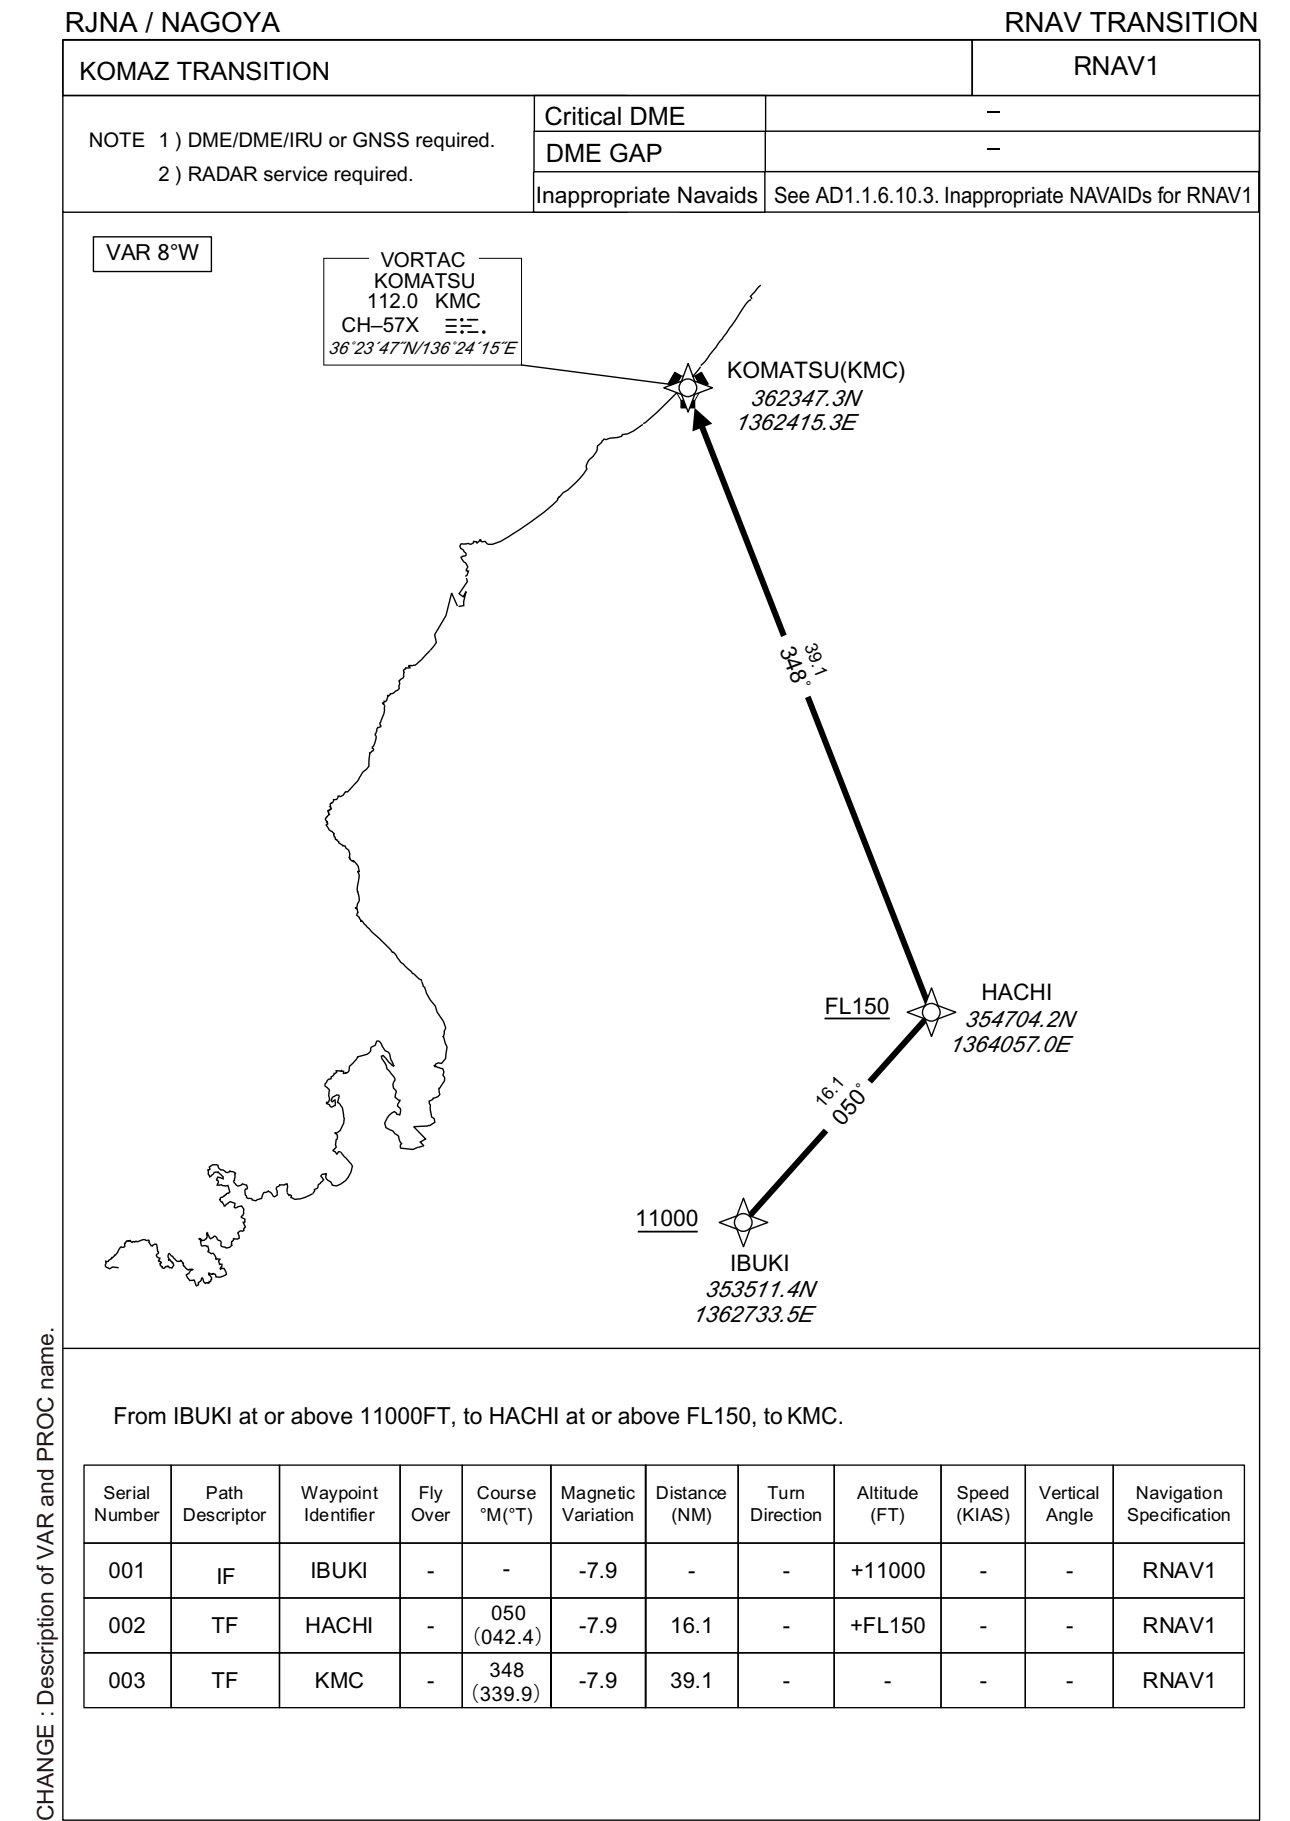 RJNA / NAGOYA
RNAV TRANSITION
KOMAZ TRANSITION
RNAV1
NOTE 1 ) DME/DME/IRU or GNSS required.
2 ) RADAR service required.
Critical DME –
DME GAP –
Inappropriate Navaids See AD1.1.6.10.3. Inappropriate NAVAIDs for RNAV1
VAR 8°W
VORTAC
KOMATSU
112.0 KMC
CH–57X
36°23´47˝N/136°24´15˝E
KOMATSU(KMC)
362347.3N
1362415.3E
39.1
348°
HACHI
354704.2N
1364057.0E
FL150
16.1
050°
11000
IBUKI
353511.4N
1362733.5E
From IBUKI at or above 11000FT, to HACHI at or above FL150, to KMC.
Serial Path Waypoint Fly Course Magnetic Distance Turn Altitude Speed Vertical Navigation
Number Descriptor Identifier Over °M(°T) Variation (NM) Direction (FT) (KIAS) Angle Specification
001 IF IBUKI - - -7.9 - - +11000 - - RNAV1
002 TF HACHI - 050 (042.4) -7.9 16.1 - +FL150 - - RNAV1
003 TF KMC - 348 (339.9) -7.9 39.1 - - - - RNAV1
CHANGE : Description of VAR and PROC name.